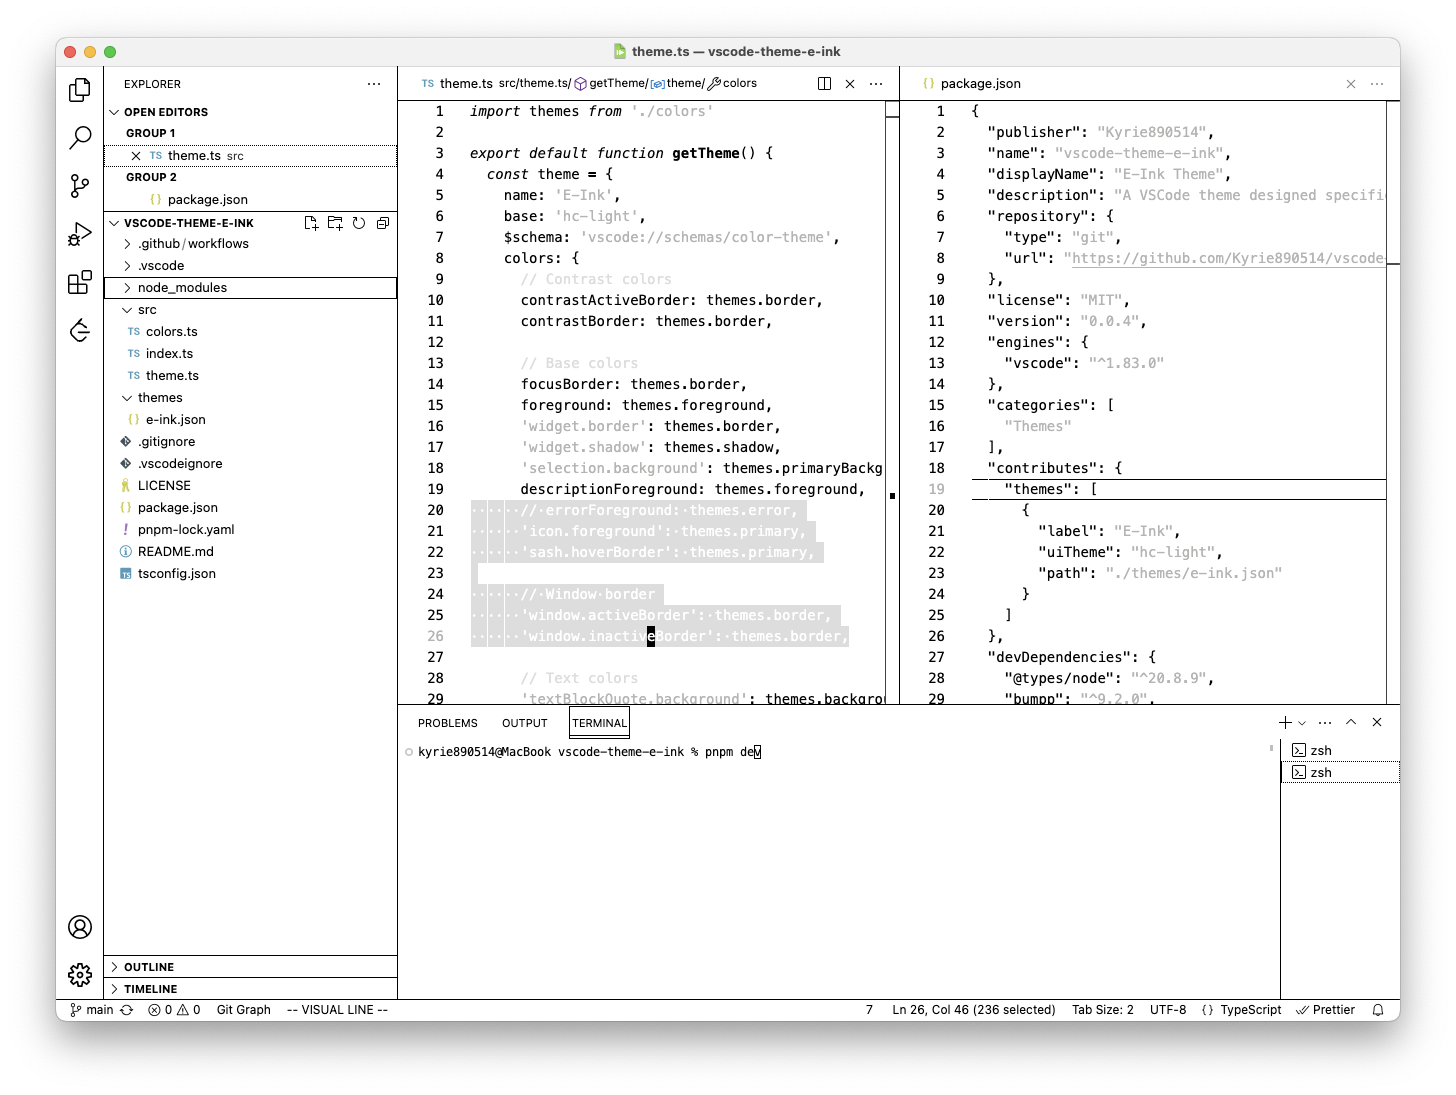 theme.ts — vscode-theme-e-ink
EXPLORER
OPEN EDITORS
GROUP 1
TS theme.ts src
GROUP 2
{} package.json
VSCODE-THEME-E-INK
.github/workflows
.vscode
node_modules
src
TS colors.ts
TS index.ts
TS theme.ts
themes
{} e-ink.json
.gitignore
.vscodeignore
LICENSE
{} package.json
! pnpm-lock.yaml
README.md
TS tsconfig.json
OUTLINE
TIMELINE
TS theme.ts src/theme.ts/ getTheme/ theme/ colors
1 import themes from './colors'
2
3 export default function getTheme() {
4 const theme = {
5 name: 'E-Ink',
6 base: 'hc-light',
7 $schema: 'vscode://schemas/color-theme',
8 colors: {
9 // Contrast colors
10 contrastActiveBorder: themes.border,
11 contrastBorder: themes.border,
12
13 // Base colors
14 focusBorder: themes.border,
15 foreground: themes.foreground,
16 'widget.border': themes.border,
17 'widget.shadow': themes.shadow,
18 'selection.background': themes.primaryBackg
19 descriptionForeground: themes.foreground,
20 ······//·errorForeground:·themes.error,
21 ······'icon.foreground':·themes.primary,
22 ······'sash.hoverBorder':·themes.primary,
23
24 ······//·Window·border
25 ······'window.activeBorder':·themes.border,
26 ······'window.inactiveBorder':·themes.border,
27
28 // Text colors
29 'textBlockQuote.background': themes.backgrou
{} package.json
1 {
2 "publisher": "Kyrie890514",
3 "name": "vscode-theme-e-ink",
4 "displayName": "E-Ink Theme",
5 "description": "A VSCode theme designed specifi
6 "repository": {
7 "type": "git",
8 "url": "https://github.com/Kyrie890514/vscode-
9 },
10 "license": "MIT",
11 "version": "0.0.4",
12 "engines": {
13 "vscode": "^1.83.0"
14 },
15 "categories": [
16 "Themes"
17 ],
18 "contributes": {
19 "themes": [
20 {
21 "label": "E-Ink",
22 "uiTheme": "hc-light",
23 "path": "./themes/e-ink.json"
24 }
25 ]
26 },
27 "devDependencies": {
28 "@types/node": "^20.8.9",
29 "bumpp": "^9.2.0",
PROBLEMS OUTPUT TERMINAL
kyrie890514@MacBook vscode-theme-e-ink % pnpm dev
zsh
zsh
main 0 0 Git Graph -- VISUAL LINE -- 7 Ln 26, Col 46 (236 selected) Tab Size: 2 UTF-8 {} TypeScript Prettier